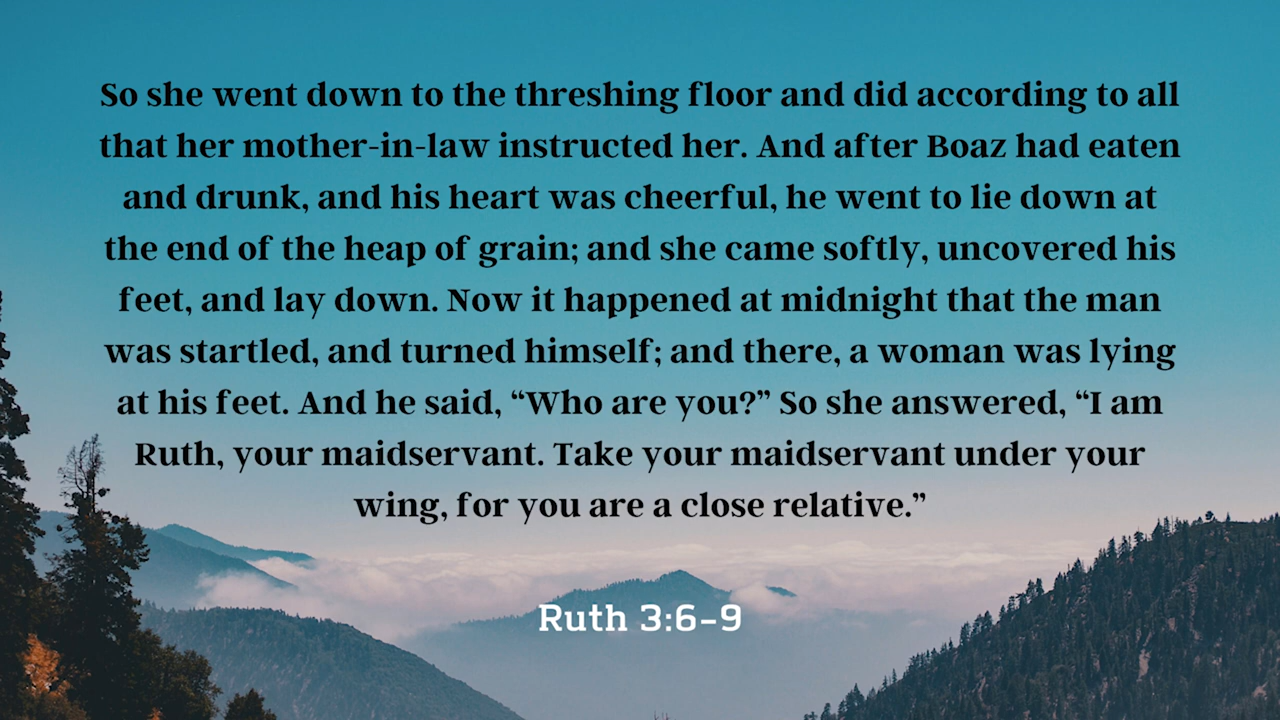 So she went down to the threshing floor and did according to all
that her mother-in-law instructed her. And after Boaz had eaten
and drunk, and his heart was cheerful, he went to lie down at
the end of the heap of grain; and she came softly, uncovered his
feet, and lay down. Now it happened at midnight that the man
was startled, and turned himself; and there, a woman was lying
at his feet. And he said, “Who are you?” So she answered, “I am
Ruth, your maidservant. Take your maidservant under your
wing, for you are a close relative.”
Ruth 3:6-9